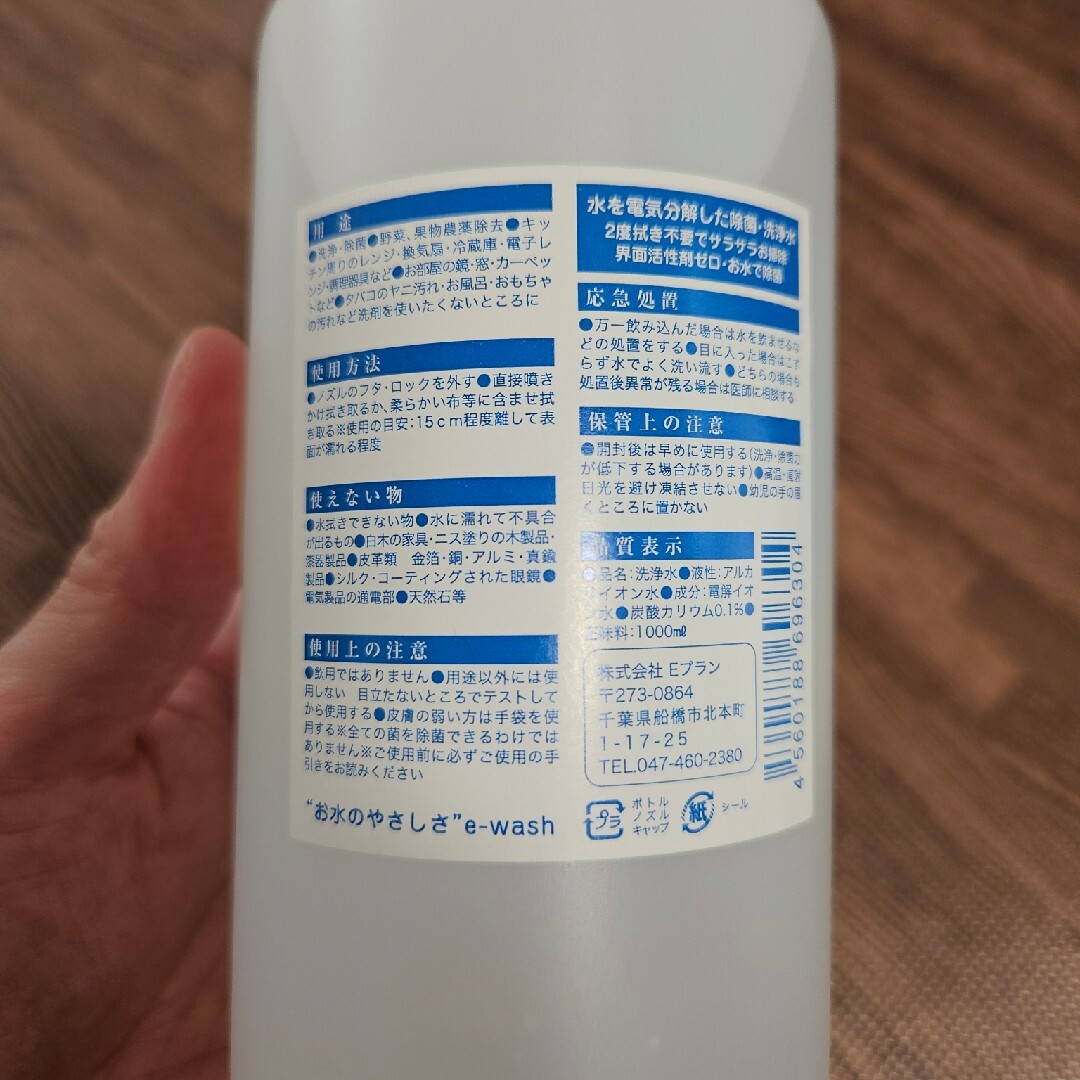 用途
●洗浄・除菌●野菜、果物農薬除去●キッ
チン周りのレンジ・換気扇・冷蔵庫・電子レ
ンジ・調理器具など●お部屋の鏡・窓・カーペッ
トなど●タバコのヤニ汚れ・お風呂・おもちゃ
の汚れなど洗剤を使いたくないところに
使用方法
●ノズルのフタ・ロックを外す●直接噴き
かけ拭き取るか、柔らかい布等に含ませ拭
き取る※使用の目安：15cm程度離して表
面が濡れる程度
使えない物
●水拭きできない物●水に濡れて不具合
が出るもの●白木の家具・ニス塗りの木製品・
漆器製品●皮革類　金箔・銅・アルミ・真鍮
製品●シルク・コーティングされた眼鏡●
電気製品の通電部●天然石等
使用上の注意
●飲用ではありません●用途以外には使
用しない　目立たないところでテストして
から使用する●皮膚の弱い方は手袋を使
用する※全ての菌を除菌できるわけでは
ありません※ご使用前に必ずご使用の手
引きをお読みください
“お水のやさしさ”e-wash
水を電気分解した除菌・洗浄水
2度拭き不要でサラサラお掃除
界面活性剤ゼロ・お水で除菌
応急処置
●万一飲み込んだ場合は水を飲ませるな
どの処置をする●目に入った場合はこす
らず水でよく洗い流す●どちらの場合も
処置後異常が残る場合は医師に相談する
保管上の注意
●開封後は早めに使用する（洗浄・除菌力
が低下する場合があります）●高温・直射
日光を避け凍結させない●幼児の手の届
くところに置かない
品質表示
●品名：洗浄水●液性：アルカ
リイオン水●成分：電解イオ
ン水●炭酸カリウム0.1%●
正味料：1000㎖
株式会社 Eプラン
〒273-0864
千葉県船橋市北本町
1-17-25
TEL.047-460-2380
4560188696304
プラ
ボトル
ノズル
キャップ
紙
シール